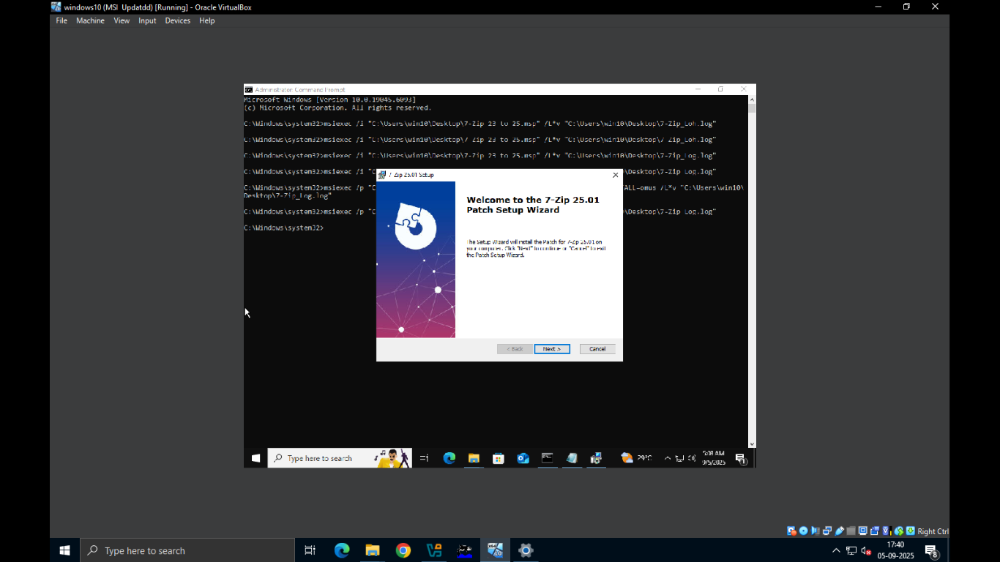 windows10 (MSI Updatdd) [Running] - Oracle VirtualBox
File Machine View Input Devices Help
Administrator: Command Prompt
Microsoft Windows [Version 10.0.19045.6093]
(c) Microsoft Corporation. All rights reserved.
C:\Windows\system32>msiexec /i "C:\Users\win10\Desktop\7-Zip 23 to 25.msp" /L*v "C:\Users\win10\Desktop\7-Zip_Loh.log"
C:\Windows\system32>msiexec /i "C:\Users\win10\Desktop\7-Zip 23 to 25.msp" /L*v "C:\Users\win10\Desktop\7-Zip_Loh.log"
C:\Windows\system32>msiexec /i "C:\Users\win10\Desktop\7-Zip 23 to 25.msp" /L*v "C:\Users\win10\Desktop\7-Zip_Log.log"
C:\Windows\system32>msiexec /i "C \Desktop\7-Zip_Log.log"
C:\Windows\system32>msiexec /p "C ALL=omus /L*v "C:\Users\win10\
Desktop\7-Zip_Log.log"
C:\Windows\system32>msiexec /p "C \Desktop\7-Zip_Log.log"
C:\Windows\system32>
7-Zip 25.01 Setup
Welcome to the 7-Zip 25.01
Patch Setup Wizard
The Setup Wizard will install the Patch for 7-Zip 25.01 on
your computer. Click "Next" to continue or "Cancel" to exit
the Patch Setup Wizard.
< Back Next > Cancel
Type here to search
29°C
5:08 AM
9/5/2025
1
Right Ctrl
Type here to search
17:40
05-09-2025
8